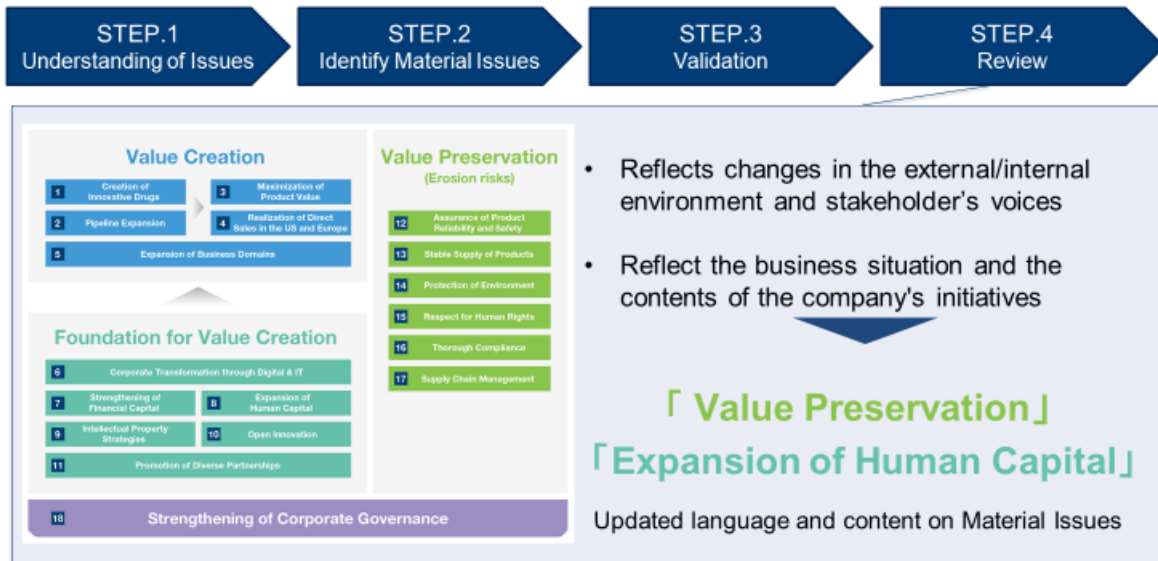 STEP.1
Understanding of Issues
STEP.2
Identify Material Issues
STEP.3
Validation
STEP.4
Review
Value Creation
1 Creation of
Innovative Drugs
2 Pipeline Expansion
3 Maximization of
Product Value
4 Realization of Direct
Sales in the US and Europe
5 Expansion of Business Domains
Foundation for Value Creation
6 Corporate Transformation through Digital & IT
7 Strengthening of
Financial Capital
8 Expansion of
Human Capital
9 Intellectual Property
Strategies
10 Open Innovation
11 Promotion of Diverse Partnerships
Value Preservation
(Erosion risks)
12 Assurance of Product
Reliability and Safety
13 Stable Supply of Products
14 Protection of Environment
15 Respect for Human Rights
16 Thorough Compliance
17 Supply Chain Management
18 Strengthening of Corporate Governance
• Reflects changes in the external/internal
environment and stakeholder's voices
• Reflect the business situation and the
contents of the company's initiatives
「 Value Preservation」
「Expansion of Human Capital」
Updated language and content on Material Issues